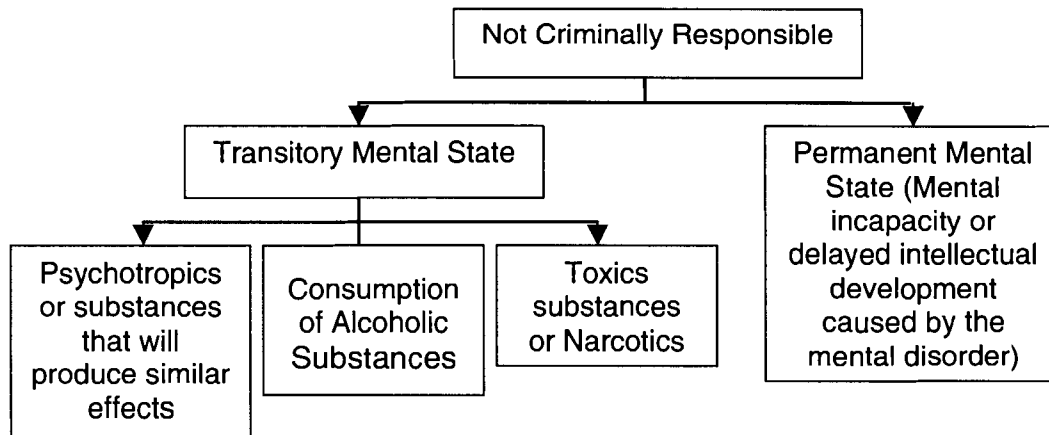 Not Criminally Responsible
Transitory Mental State
Permanent Mental
State (Mental
incapacity or
delayed intellectual
development
caused by the
mental disorder)
Psychotropics
or substances
that will
produce similar
effects
Consumption
of Alcoholic
Substances
Toxics
substances
or Narcotics